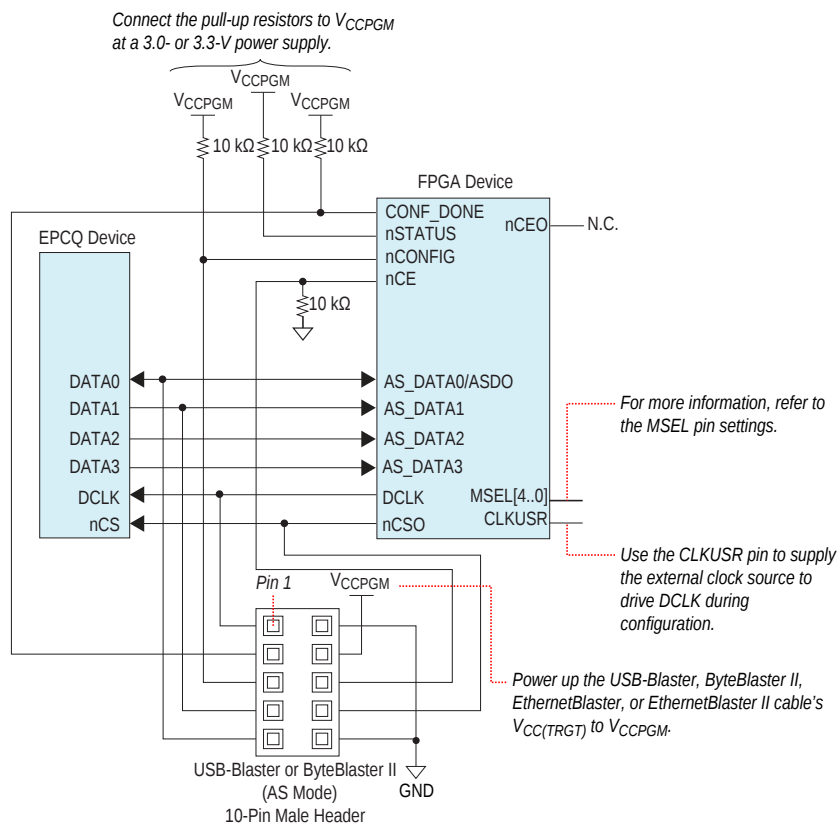 Connect the pull-up resistors to VCCPGM
at a 3.0- or 3.3-V power supply.
VCCPGM
VCCPGM
VCCPGM
10 kΩ
10 kΩ
10 kΩ
FPGA Device
EPCQ Device
CONF_DONE
nSTATUS
nCONFIG
nCE
nCEO
N.C.
10 kΩ
DATA0
DATA1
DATA2
DATA3
DCLK
nCS
AS_DATA0/ASDO
AS_DATA1
AS_DATA2
AS_DATA3
DCLK
nCSO
MSEL[4..0]
CLKUSR
For more information, refer to
the MSEL pin settings.
Use the CLKUSR pin to supply
the external clock source to
drive DCLK during
configuration.
Pin 1
VCCPGM
Power up the USB-Blaster, ByteBlaster II,
EthernetBlaster, or EthernetBlaster II cable's
VCC(TRGT) to VCCPGM.
USB-Blaster or ByteBlaster II
(AS Mode)
10-Pin Male Header
GND